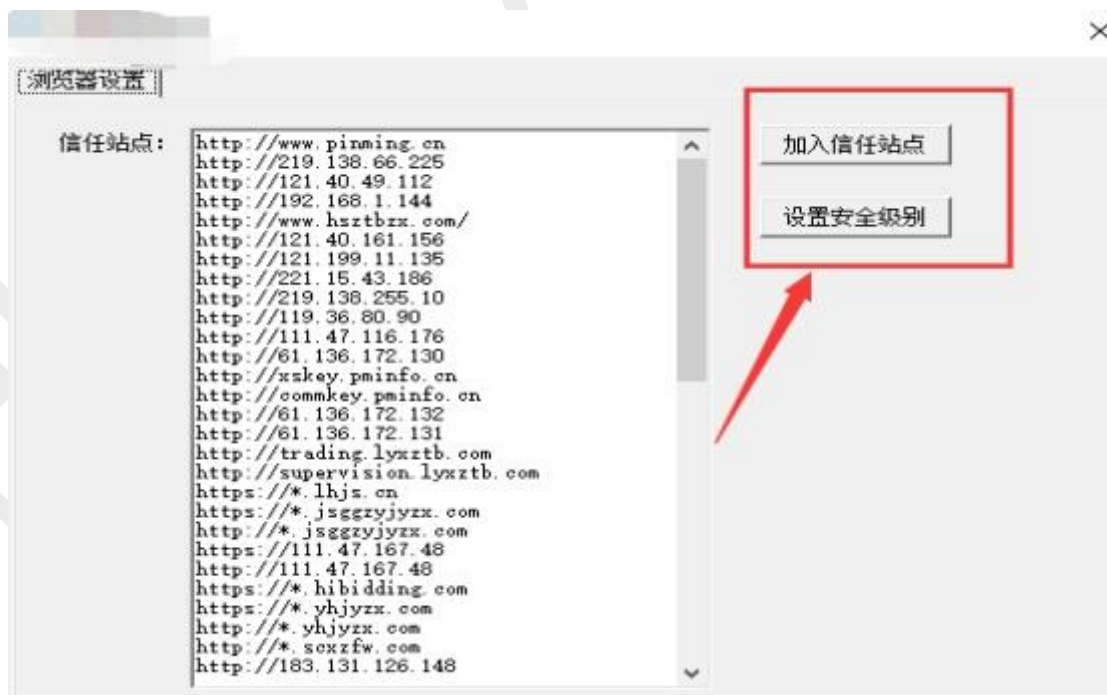 浏览器设置
信任站点：
http://www.pinming.cn
http://219.138.66.225
http://121.40.49.112
http://192.168.1.144
http://www.hsztbzx.com/
http://121.40.161.156
http://121.199.11.135
http://221.15.43.186
http://219.138.255.10
http://119.36.80.90
http://111.47.116.176
http://61.136.172.130
http://xskey.pminfo.cn
http://commkey.pminfo.cn
http://61.136.172.132
http://61.136.172.131
http://trading.lyxztb.com
http://supervision.lyxztb.com
https://*.lhjs.cn
https://*.jsggzyjyzx.com
http://*.jsggzyjyzx.com
https://111.47.167.48
http://111.47.167.48
https://*.hibidding.com
https://*.yhjyzx.com
http://*.yhjyzx.com
http://*.scxzfw.com
http://183.131.126.148
加入信任站点
设置安全级别